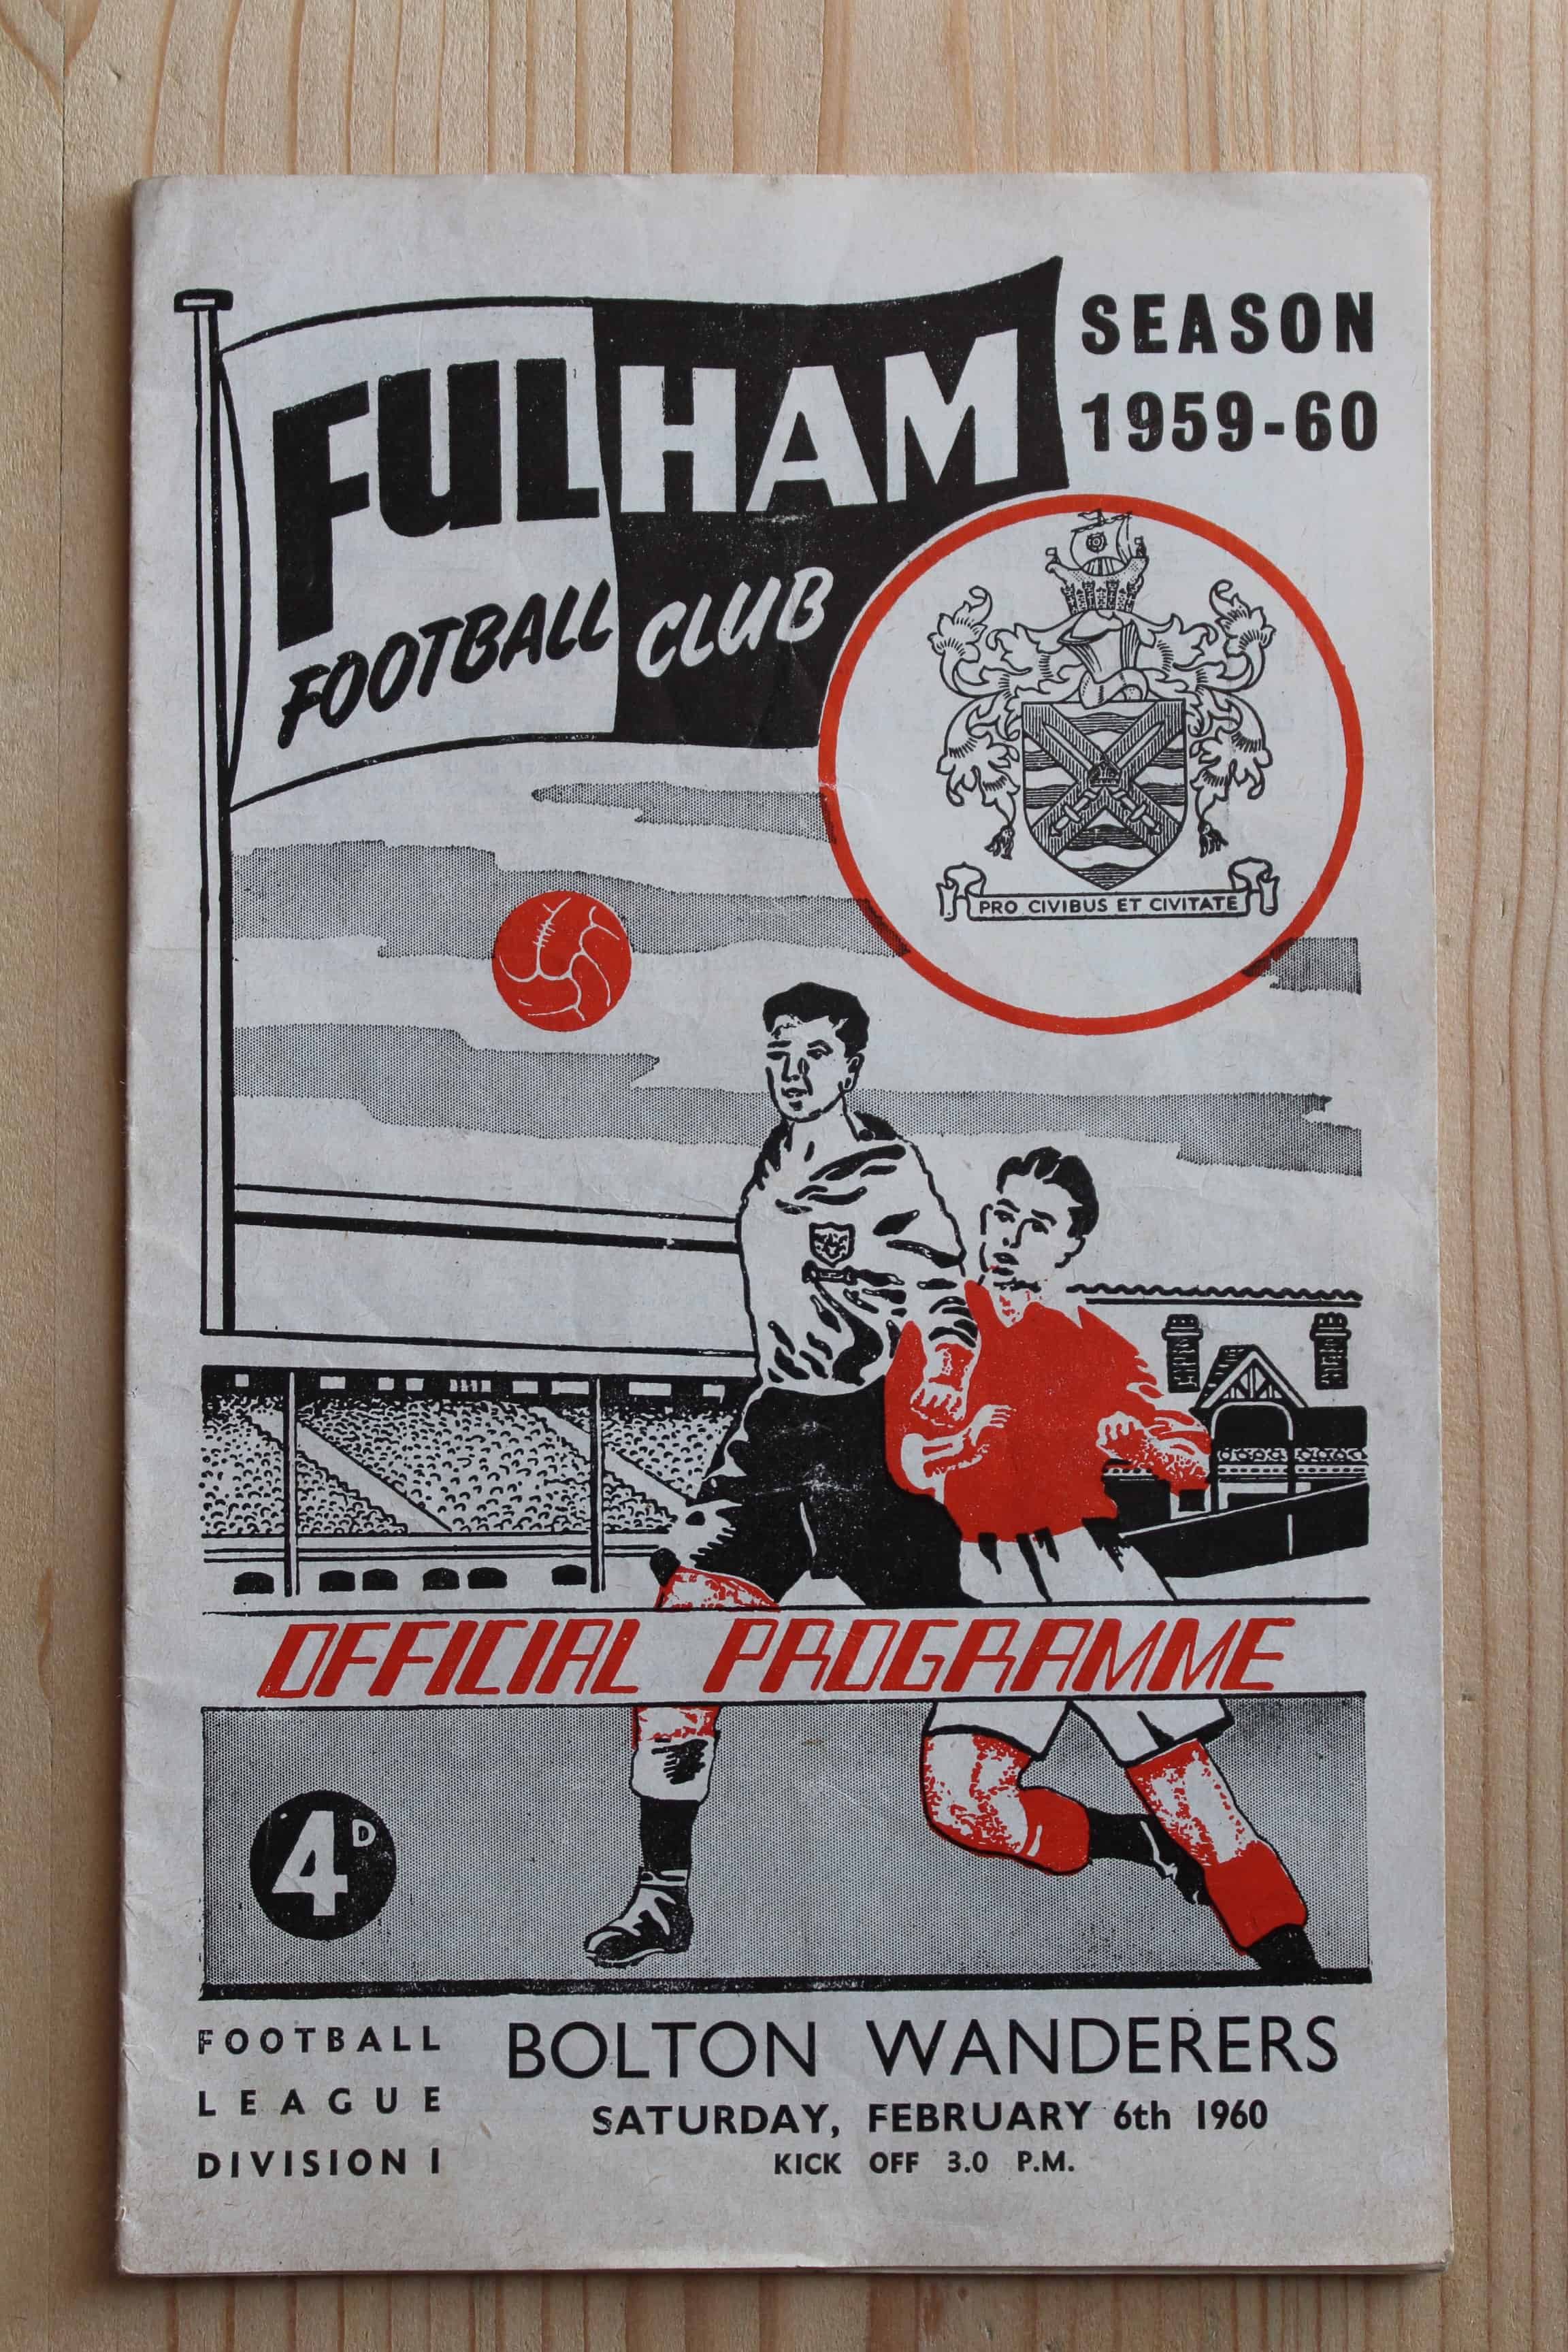 FULHAM
FOOTBALL CLUB
SEASON
1959-60
PRO CIVIBUS ET CIVITATE
OFFICIAL PROGRAMME
4D
FOOTBALL
LEAGUE
DIVISION I
BOLTON WANDERERS
SATURDAY, FEBRUARY 6th 1960
KICK OFF 3.0 P.M.